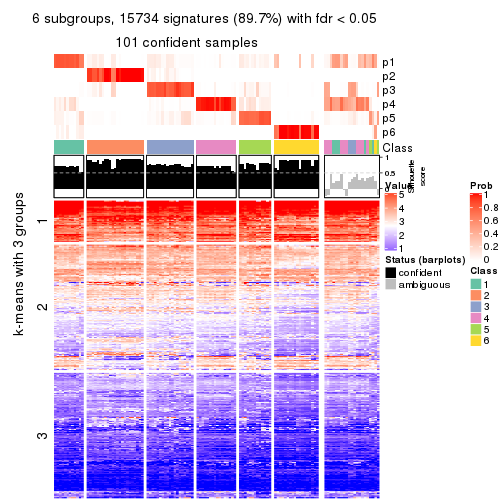 6 subgroups, 15734 signatures (89.7%) with fdr < 0.05
101 confident samples
p1
p2
p3
p4
p5
p6
Class
1
0.5
0
Silhouette
score
k-means with 3 groups
1
2
3
Value
5
4
3
2
1
Status (barplots)
confident
ambiguous
Prob
1
0.8
0.6
0.4
0.2
0
Class
1
2
3
4
5
6